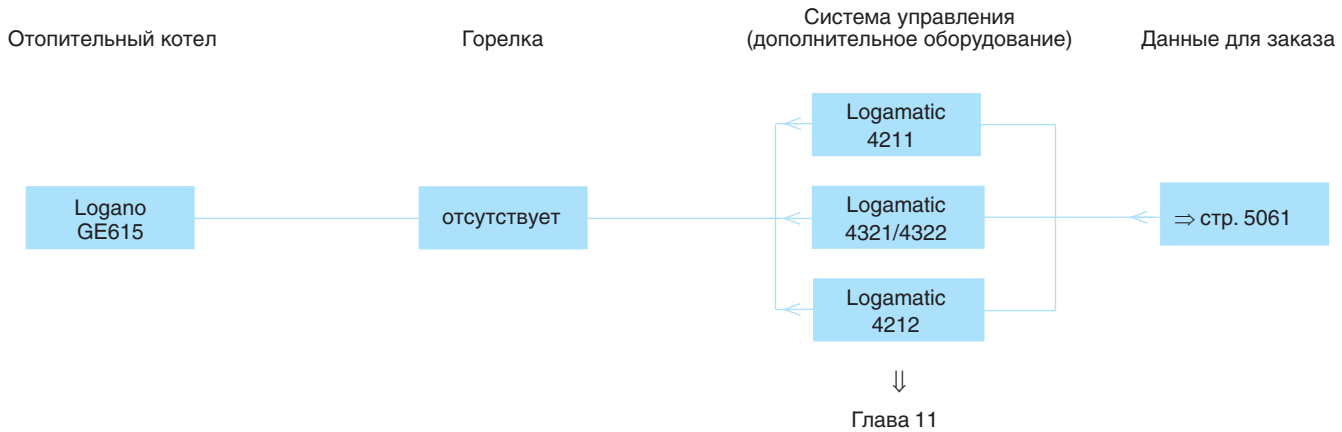 Отопительный котел
Горелка
Система управления
(дополнительное оборудование)
Данные для заказа
Logano
GE615
отсутствует
Logamatic
4211
Logamatic
4321/4322
Logamatic
4212
⇒ стр. 5061
⇓
Глава 11